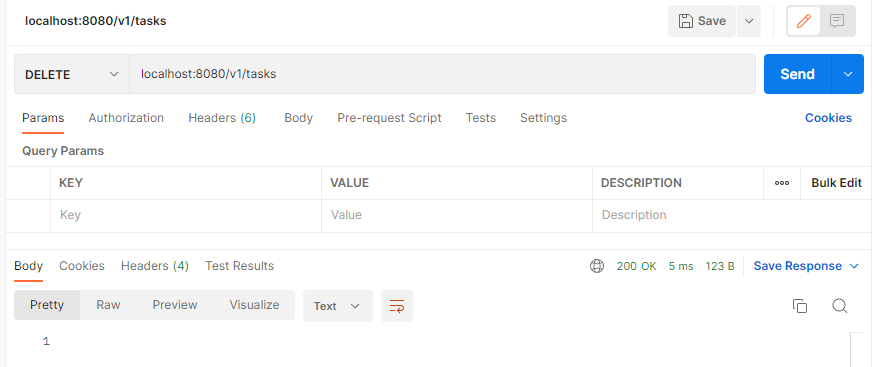 localhost:8080/v1/tasks Save
DELETE localhost:8080/v1/tasks Send
Params Authorization Headers (6) Body Pre-request Script Tests Settings Cookies
Query Params
KEY VALUE DESCRIPTION Bulk Edit
Key Value Description
Body Cookies Headers (4) Test Results 200 OK 5 ms 123 B Save Response
Pretty Raw Preview Visualize Text
1